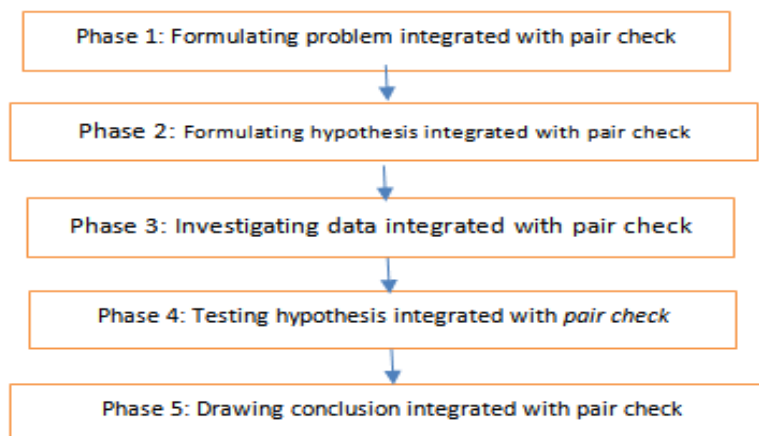 Phase 1: Formulating problem integrated with pair check
Phase 2: Formulating hypothesis integrated with pair check
Phase 3: Investigating data integrated with pair check
Phase 4: Testing hypothesis integrated with pair check
Phase 5: Drawing conclusion integrated with pair check